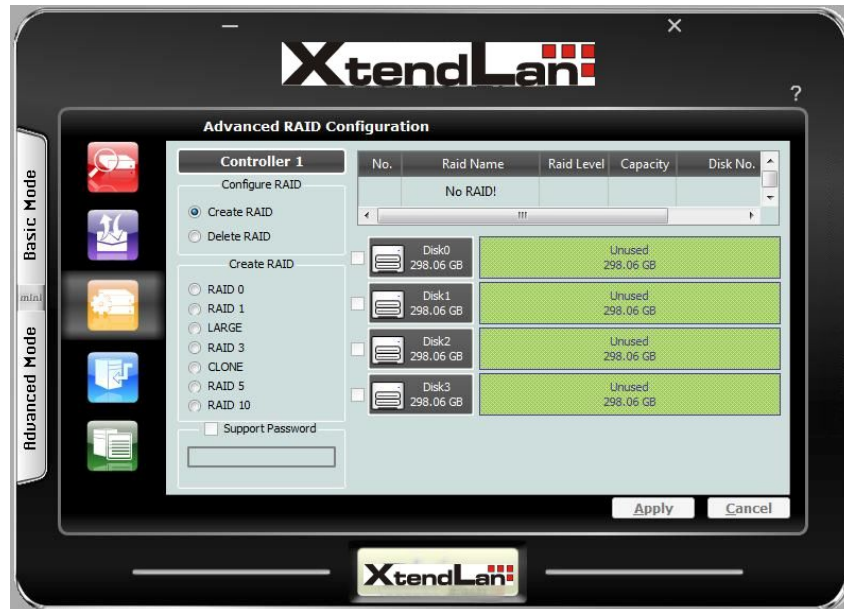 XtendLan
?
Advanced RAID Configuration
Basic Mode
mini
Advanced Mode
Controller 1
Configure RAID
Create RAID
Delete RAID
Create RAID
RAID 0
RAID 1
LARGE
RAID 3
CLONE
RAID 5
RAID 10
Support Password
No. Raid Name Raid Level Capacity Disk No.
No RAID!
Disk0
298.06 GB
Unused
298.06 GB
Disk1
298.06 GB
Unused
298.06 GB
Disk2
298.06 GB
Unused
298.06 GB
Disk3
298.06 GB
Unused
298.06 GB
Apply Cancel
XtendLan